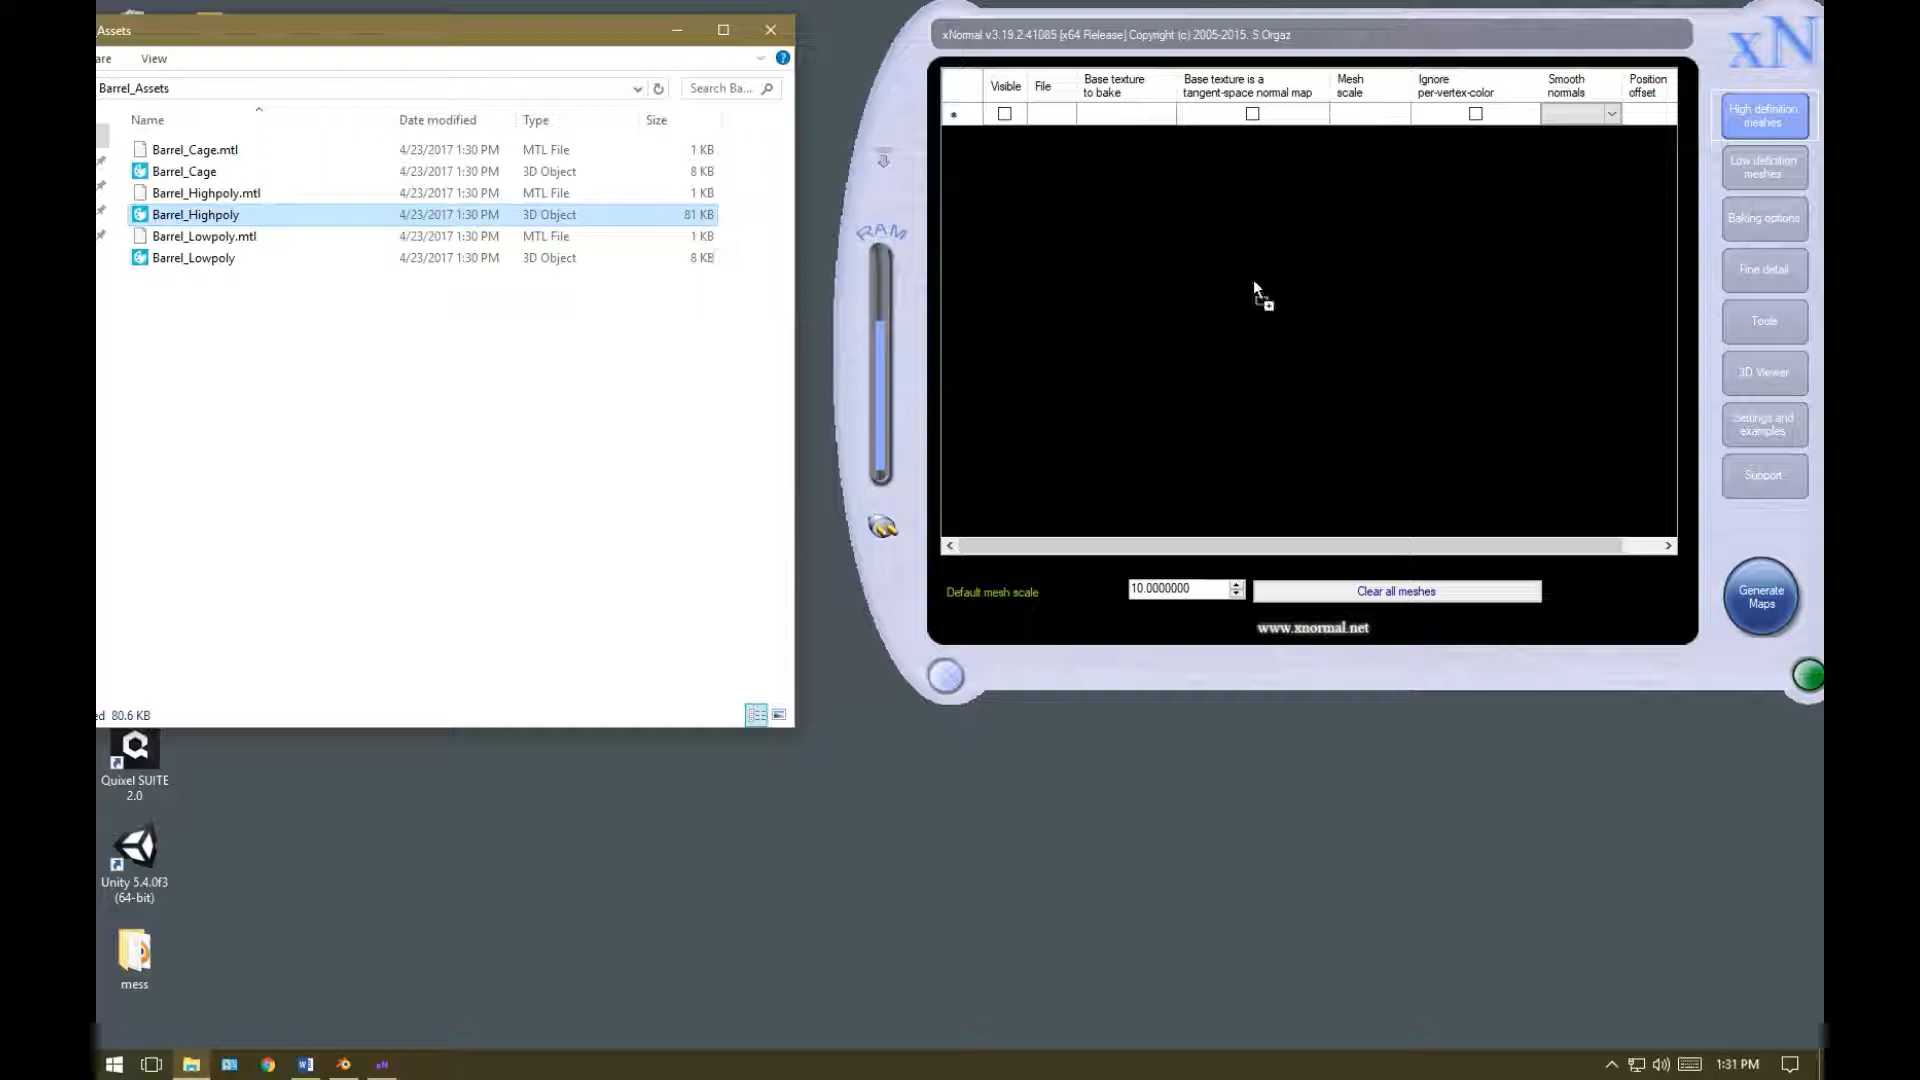 Assets
are
View
Barrel_Assets
Search Ba...
Name
Date modified
Type
Size
Barrel_Cage.mtl
4/23/2017 1:30 PM
MTL File
1 KB
Barrel_Cage
4/23/2017 1:30 PM
3D Object
8 KB
Barrel_Highpoly.mtl
4/23/2017 1:30 PM
MTL File
1 KB
Barrel_Highpoly
4/23/2017 1:30 PM
3D Object
81 KB
Barrel_Lowpoly.mtl
4/23/2017 1:30 PM
MTL File
1 KB
Barrel_Lowpoly
4/23/2017 1:30 PM
3D Object
8 KB
ed 80.6 KB
Quixel SUITE
2.0
Unity 5.4.0f3
(64-bit)
mess
xNormal v3.19.2.41085 [x64 Release] Copyright (c) 2005-2015. S.Orgaz
xN
Visible
File
Base texture
to bake
Base texture is a
tangent-space normal map
Mesh
scale
Ignore
per-vertex-color
Smooth
normals
Position
offset
RAM
High definition
meshes
Low definition
meshes
Baking options
Fine detail
Tools
3D Viewer
Settings and
examples
Support
Generate
Maps
Default mesh scale
10.0000000
Clear all meshes
www.xnormal.net
xN
1:31 PM